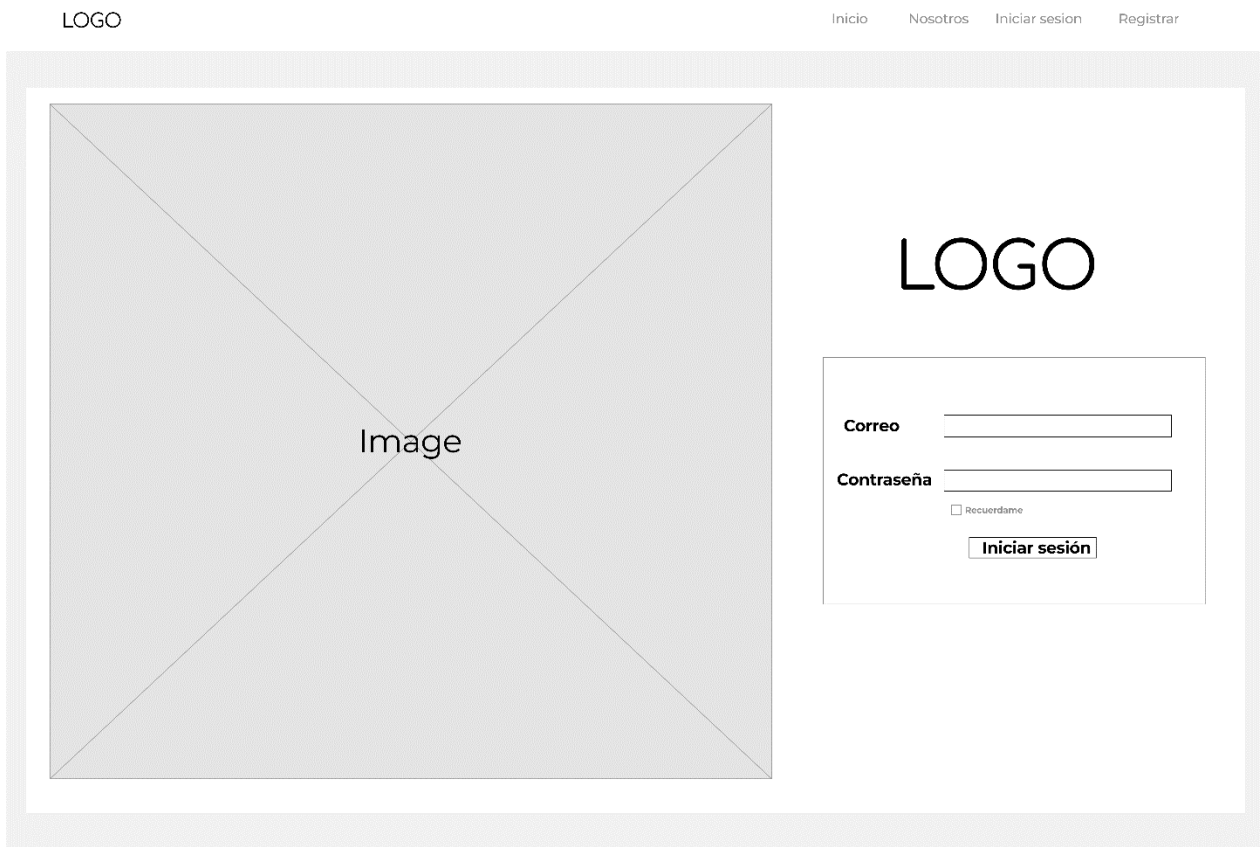 LOGO
Inicio Nosotros Iniciar sesion Registrar
Image
LOGO
Correo
Contraseña
Recuerdame
Iniciar sesión